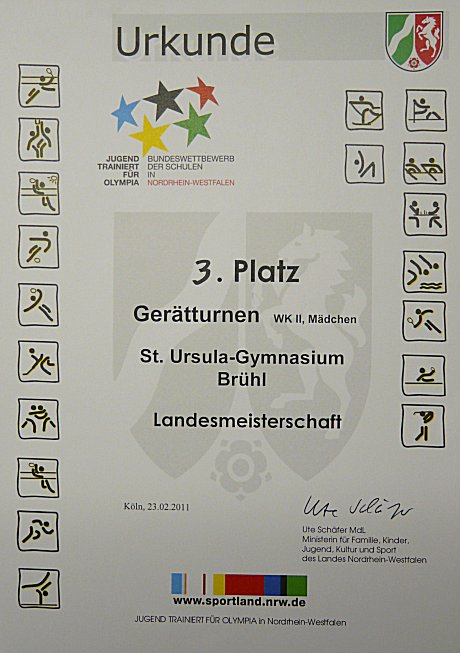 Urkunde
JUGEND
TRAINIERT
FÜR
OLYMPIA
BUNDESWETTBEWERB
DER SCHULEN
IN
NORDRHEIN-WESTFALEN
3. Platz
Gerätturnen WK II, Mädchen
St. Ursula-Gymnasium
Brühl
Landesmeisterschaft
Köln, 23.02.2011
Ute Schäfer
Ute Schäfer MdL
Ministerin für Familie, Kinder,
Jugend, Kultur und Sport
des Landes Nordrhein-Westfalen
www.sportland.nrw.de
JUGEND TRAINIERT FÜR OLYMPIA in Nordrhein-Westfalen